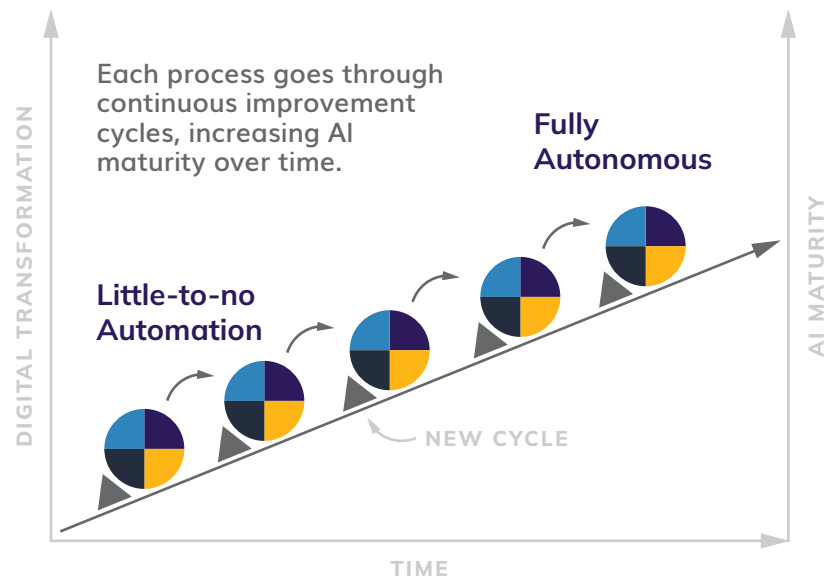 Each process goes through
continuous improvement
cycles, increasing AI
maturity over time.
Fully
Autonomous
Little-to-no
Automation
NEW CYCLE
DIGITAL TRANSFORMATION
AI MATURITY
TIME